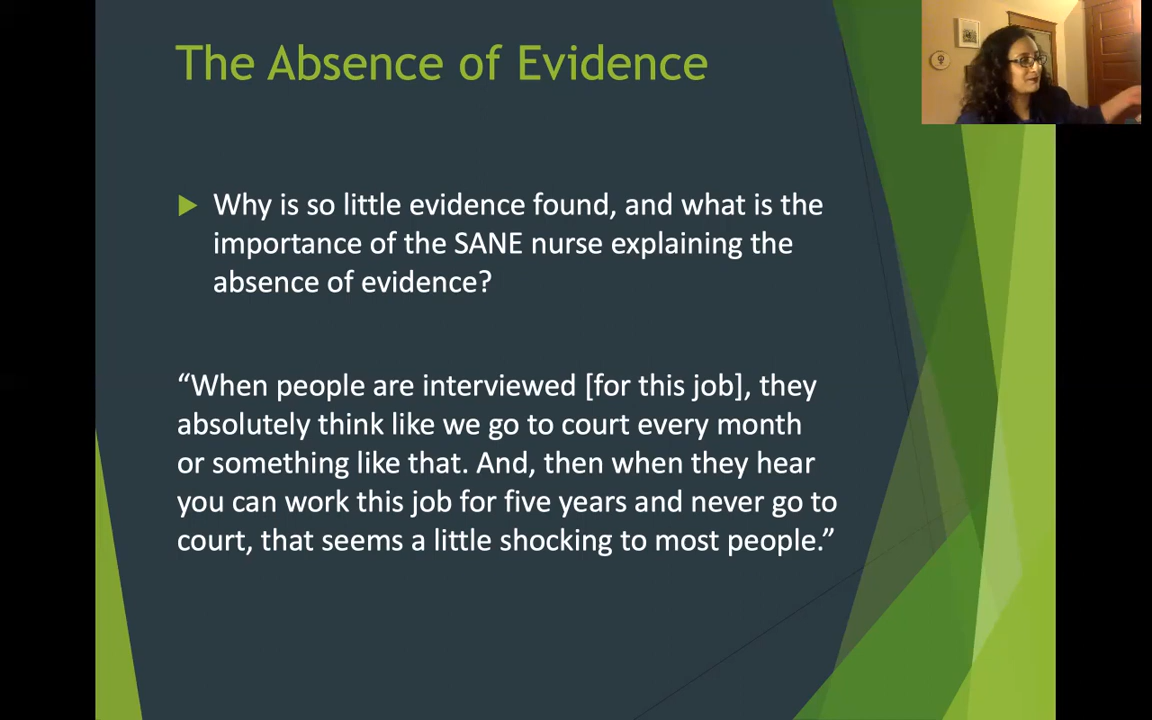 The Absence of Evidence
Why is so little evidence found, and what is the
importance of the SANE nurse explaining the
absence of evidence?
“When people are interviewed [for this job], they
absolutely think like we go to court every month
or something like that. And, then when they hear
you can work this job for five years and never go to
court, that seems a little shocking to most people.”